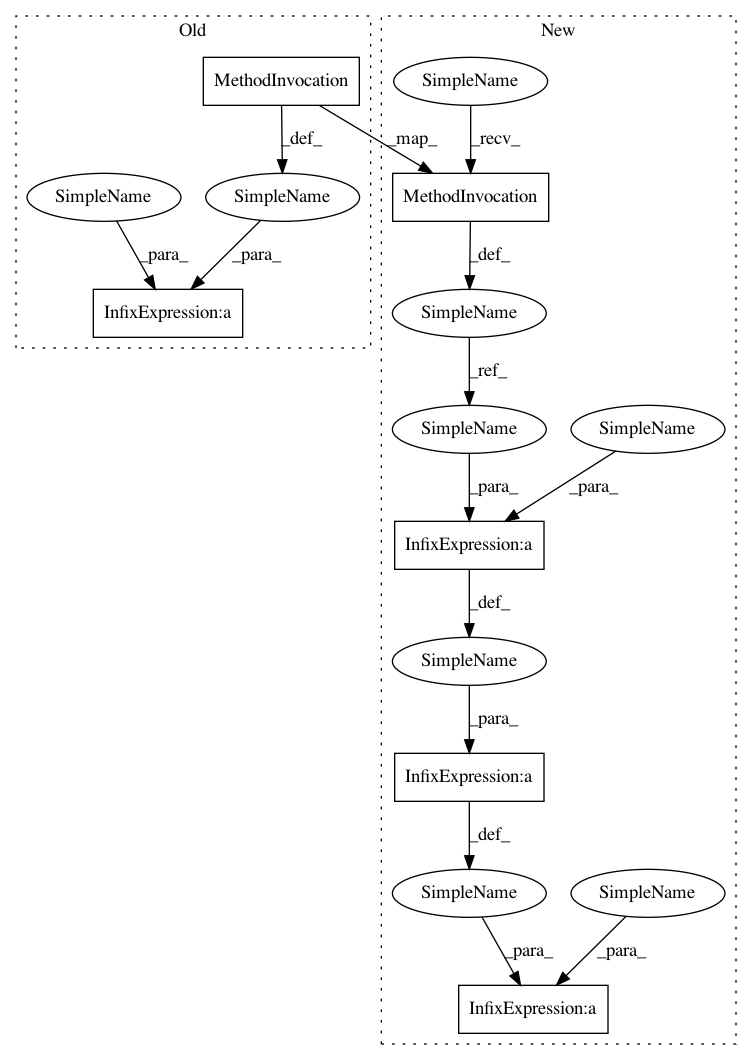 Old
New
MethodInvocation
SimpleName
_def_
_map_
_recv_
SimpleName
SimpleName
MethodInvocation
_para_
_para_
_def_
InfixExpression:a
SimpleName
_ref_
SimpleName
SimpleName
_para_
_para_
InfixExpression:a
_def_
SimpleName
_para_
InfixExpression:a
_def_
SimpleName
SimpleName
_para_
_para_
InfixExpression:a